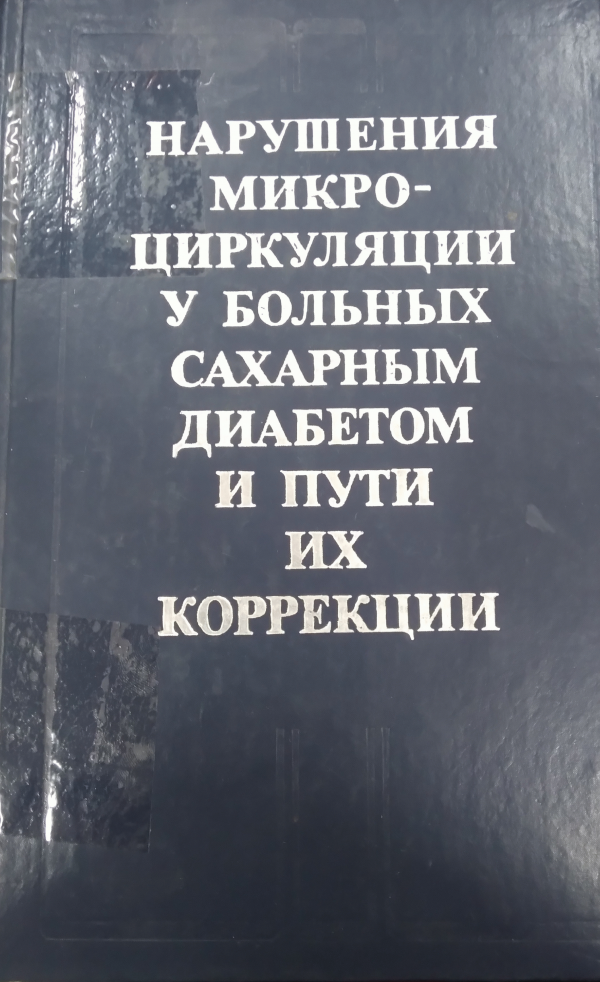 НАРУШЕНИЯ
МИКРО-
ЦИРКУЛЯЦИИ
У БОЛЬНЫХ
САХАРНЫМ
ДИАБЕТОМ
И ПУТИ
ИХ
КОРРЕКЦИИ